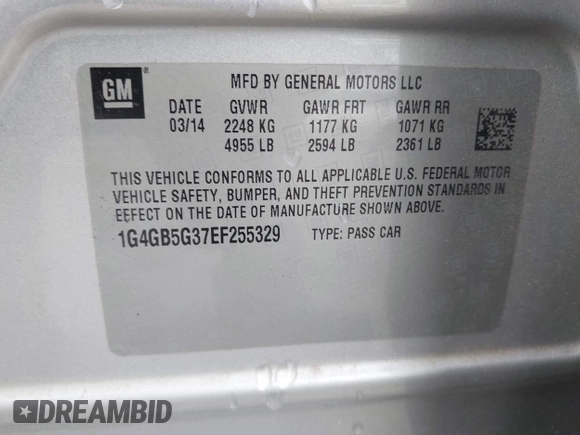 GM ®
MFD BY GENERAL MOTORS LLC
DATE GVWR GAWR FRT GAWR RR
03/14 2248 KG 1177 KG 1071 KG
4955 LB 2594 LB 2361 LB
THIS VEHICLE CONFORMS TO ALL APPLICABLE U.S. FEDERAL MOTOR
VEHICLE SAFETY, BUMPER, AND THEFT PREVENTION STANDARDS IN
EFFECT ON THE DATE OF MANUFACTURE SHOWN ABOVE.
1G4GB5G37EF255329 TYPE: PASS CAR
DREAMBID